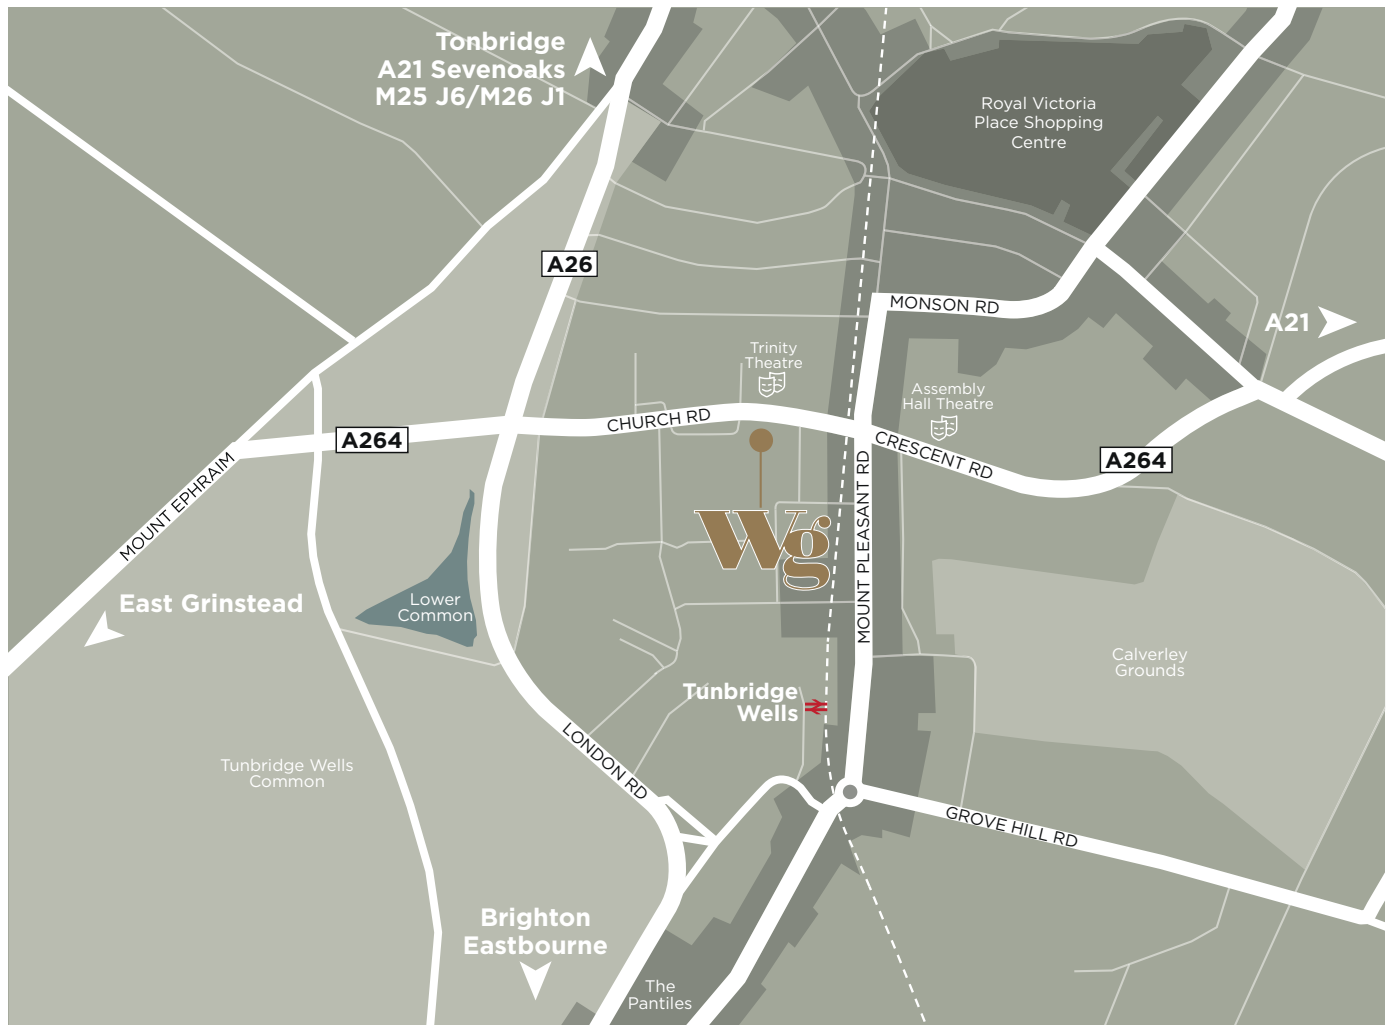 Tonbridge
A21 Sevenoaks
M25 J6/M26 J1
Royal Victoria
Place Shopping
Centre
A26
MONSON RD
A21
Trinity
Theatre
Assembly
Hall Theatre
CHURCH RD
A264
CRESCENT RD
A264
MOUNT EPHRAIM
MOUNT PLEASANT RD
Wg
East Grinstead
Lower
Common
Calverley
Grounds
Tunbridge
Wells
LONDON RD
Tunbridge Wells
Common
GROVE HILL RD
Brighton
Eastbourne
The
Pantiles